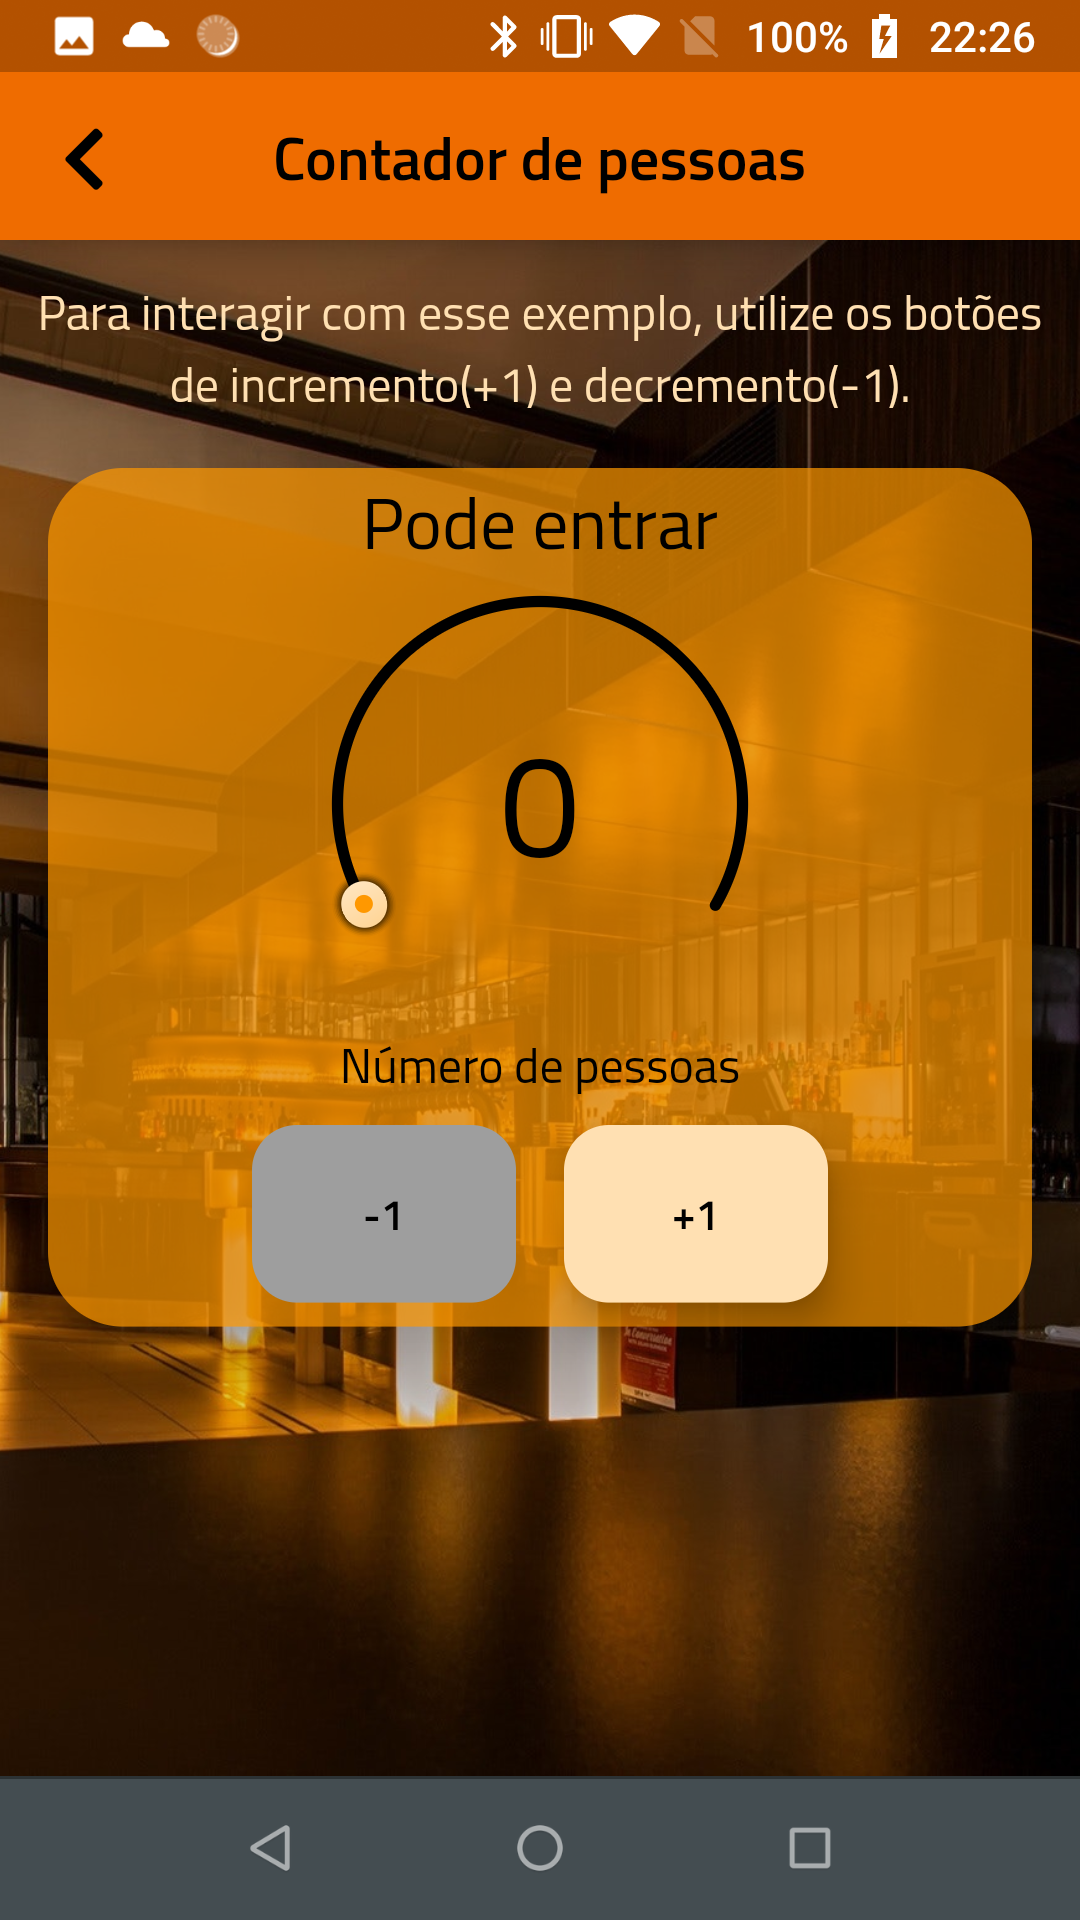 100% 22:26
Contador de pessoas
Para interagir com esse exemplo, utilize os botões
de incremento(+1) e decremento(-1).
Pode entrar
0
Número de pessoas
-1 +1